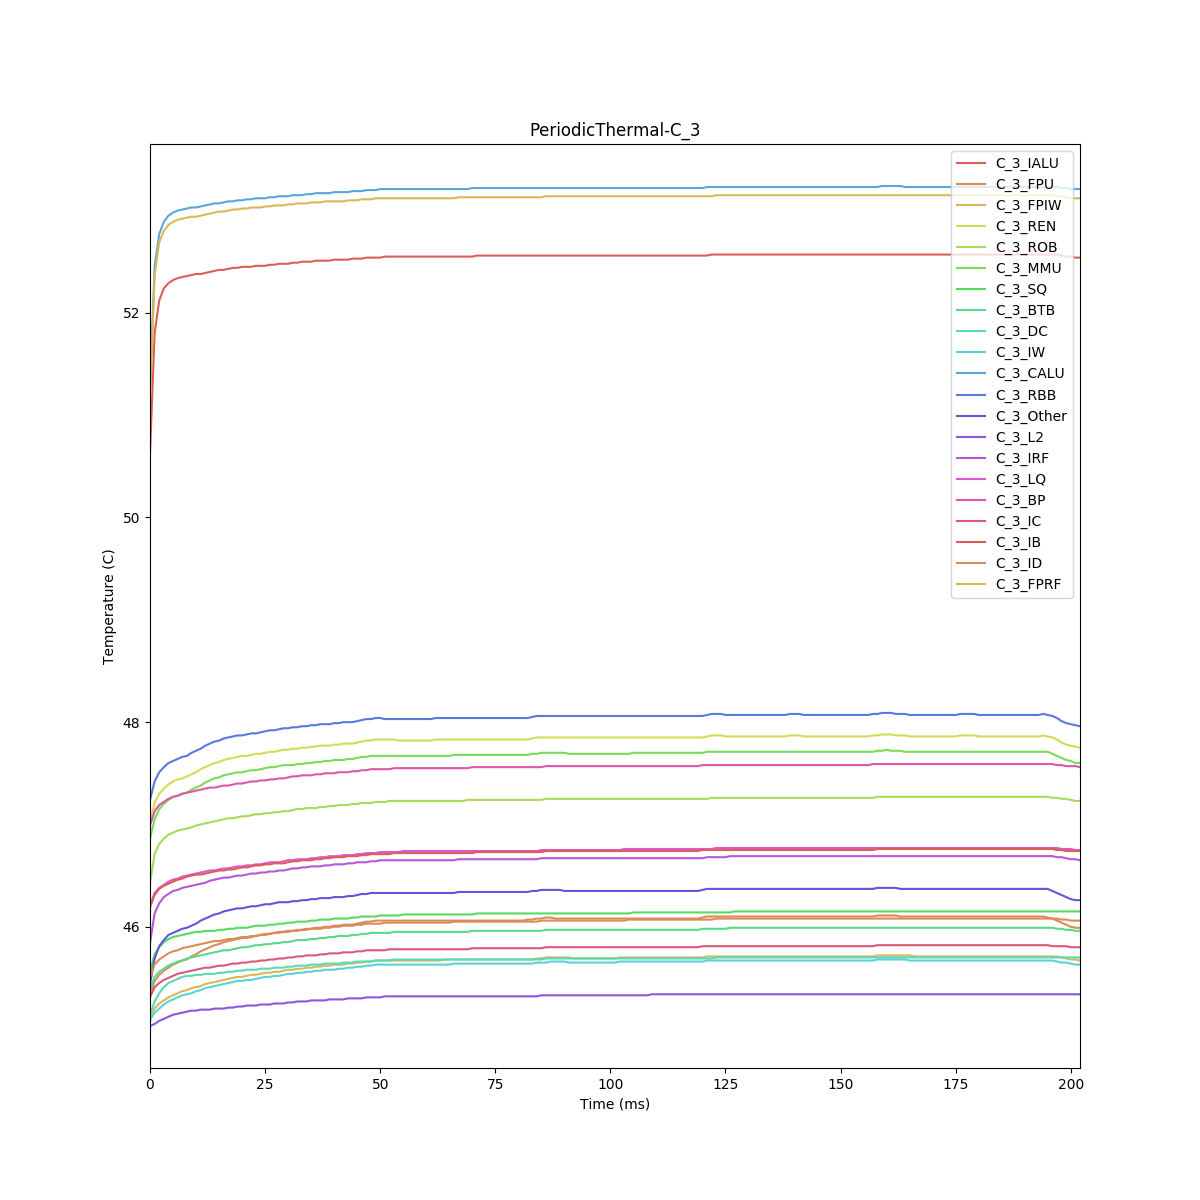 PeriodicThermal-C_3
C_3_IALU
C_3_FPU
C_3_FPIW
C_3_REN
C_3_ROB
C_3_MMU
C_3_SQ
C_3_BTB
C_3_DC
C_3_IW
C_3_CALU
C_3_RBB
C_3_Other
C_3_L2
C_3_IRF
C_3_LQ
C_3_BP
C_3_IC
C_3_IB
C_3_ID
C_3_FPRF
52
50
48
46
Temperature (C)
0 25 50 75 100 125 150 175 200
Time (ms)